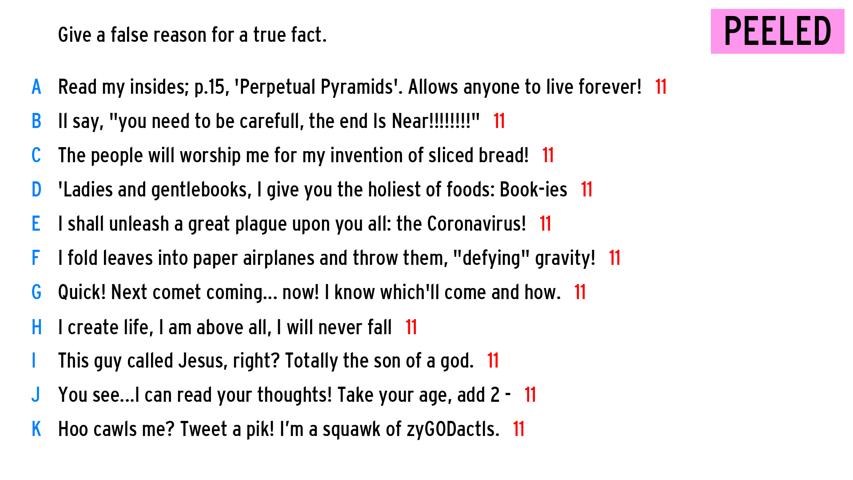 Give a false reason for a true fact.
PEELED
A Read my insides; p.15, 'Perpetual Pyramids'. Allows anyone to live forever! 11
B Il say, "you need to be carefull, the end Is Near!!!!!!!!" 11
C The people will worship me for my invention of sliced bread! 11
D 'Ladies and gentlebooks, I give you the holiest of foods: Book-ies 11
E I shall unleash a great plague upon you all: the Coronavirus! 11
F I fold leaves into paper airplanes and throw them, "defying" gravity! 11
G Quick! Next comet coming... now! I know which'll come and how. 11
H I create life, I am above all, I will never fall 11
I This guy called Jesus, right? Totally the son of a god. 11
J You see...I can read your thoughts! Take your age, add 2 - 11
K Hoo cawls me? Tweet a pik! I'm a squawk of zyGODactls. 11